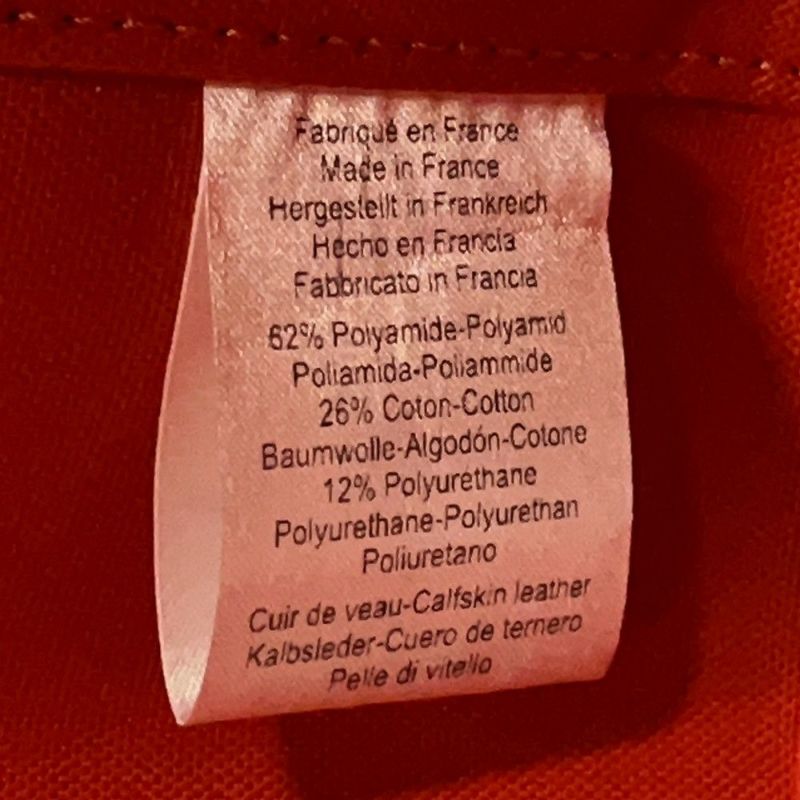 Fabriqué en France
Made in France
Hergestellt in Frankreich
Hecho en Francia
Fabbricato in Francia
62% Polyamide-Polyamid
Poliamida-Poliammide
26% Coton-Cotton
Baumwolle-Algodón-Cotone
12% Polyurethane
Polyurethane-Polyurethan
Poliuretano
Cuir de veau-Calfskin leather
Kalbsleder-Cuero de ternero
Pelle di vitello